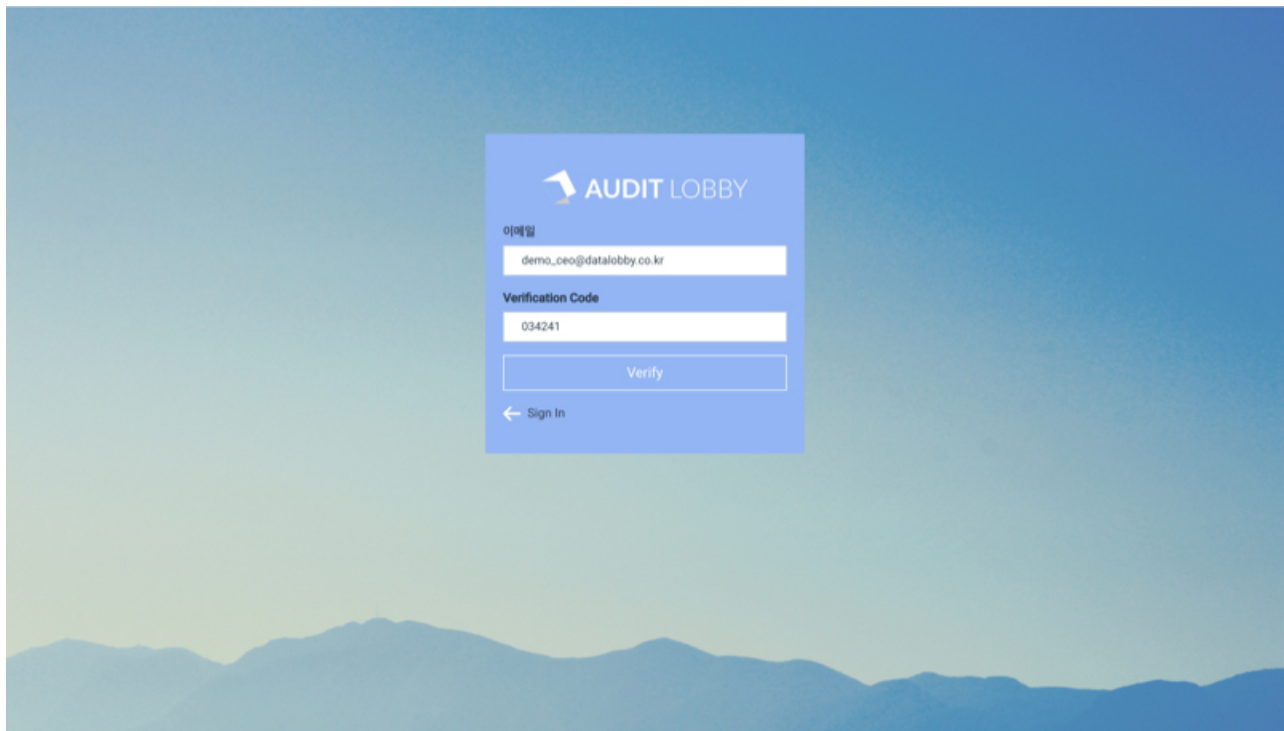 AUDIT LOBBY
이메일
demo_ceo@datalobby.co.kr
Verification Code
034241
Verify
Sign In